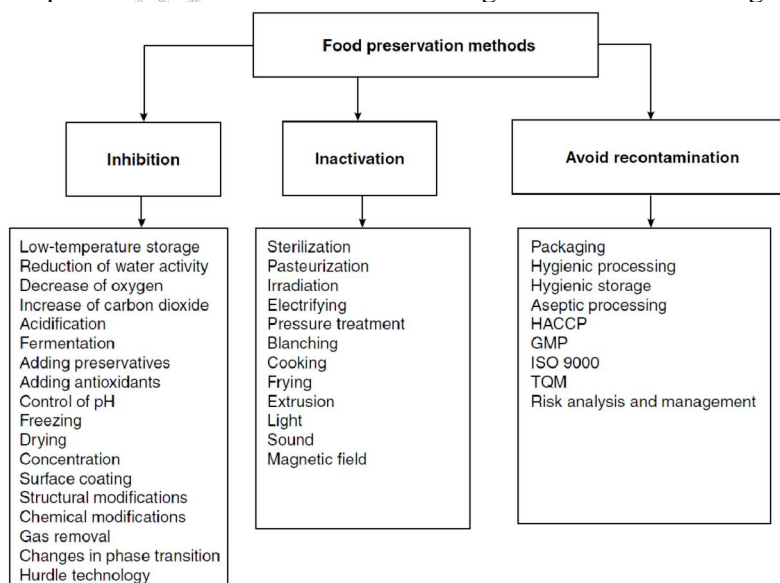 Food preservation methods
Inhibition
Inactivation
Avoid recontamination
Low-temperature storage
Reduction of water activity
Decrease of oxygen
Increase of carbon dioxide
Acidification
Fermentation
Adding preservatives
Adding antioxidants
Control of pH
Freezing
Drying
Concentration
Surface coating
Structural modifications
Chemical modifications
Gas removal
Changes in phase transition
Hurdle technology
Sterilization
Pasteurization
Irradiation
Electrifying
Pressure treatment
Blanching
Cooking
Frying
Extrusion
Light
Sound
Magnetic field
Packaging
Hygienic processing
Hygienic storage
Aseptic processing
HACCP
GMP
ISO 9000
TQM
Risk analysis and management